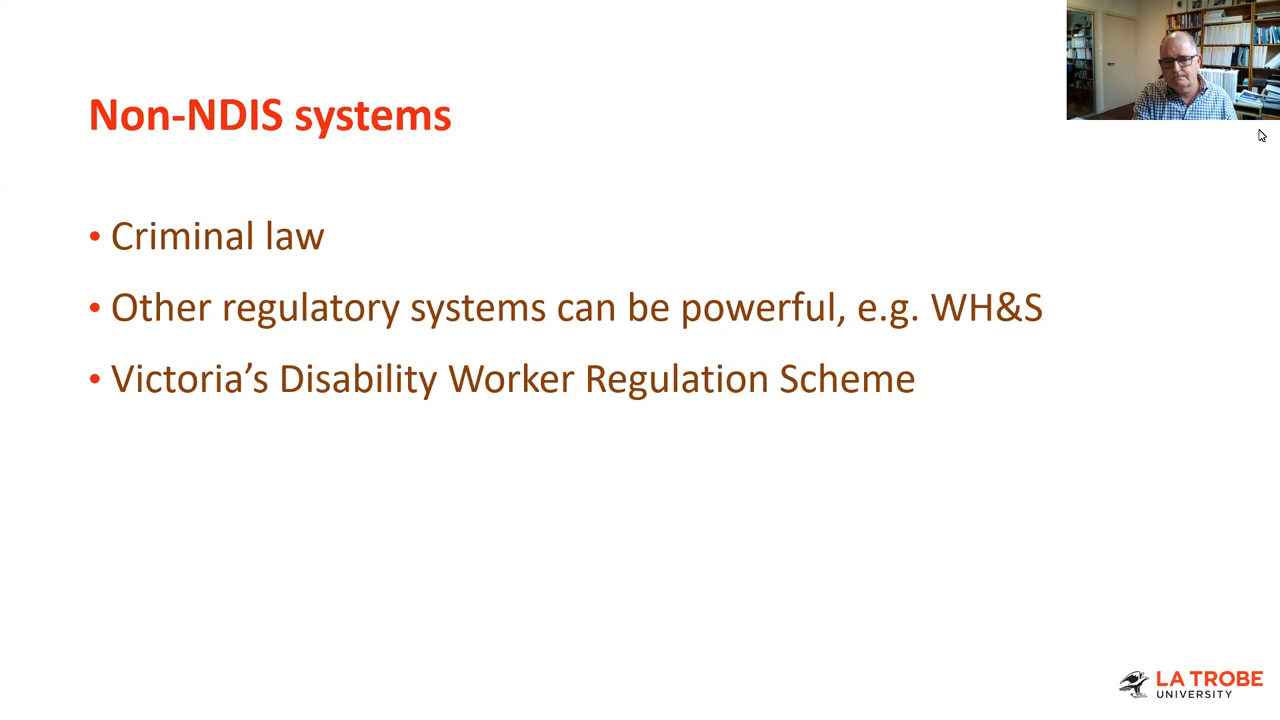 Non-NDIS systems
• Criminal law
• Other regulatory systems can be powerful, e.g. WH&S
• Victoria’s Disability Worker Regulation Scheme
LA TROBE
UNIVERSITY